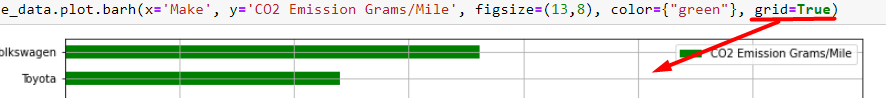 e_data.plot.barh(x='Make', y='CO2 Emission Grams/Mile', figsize=(13,8), color={"green"}, grid=True)
olkswagen
CO2 Emission Grams/Mile
Toyota